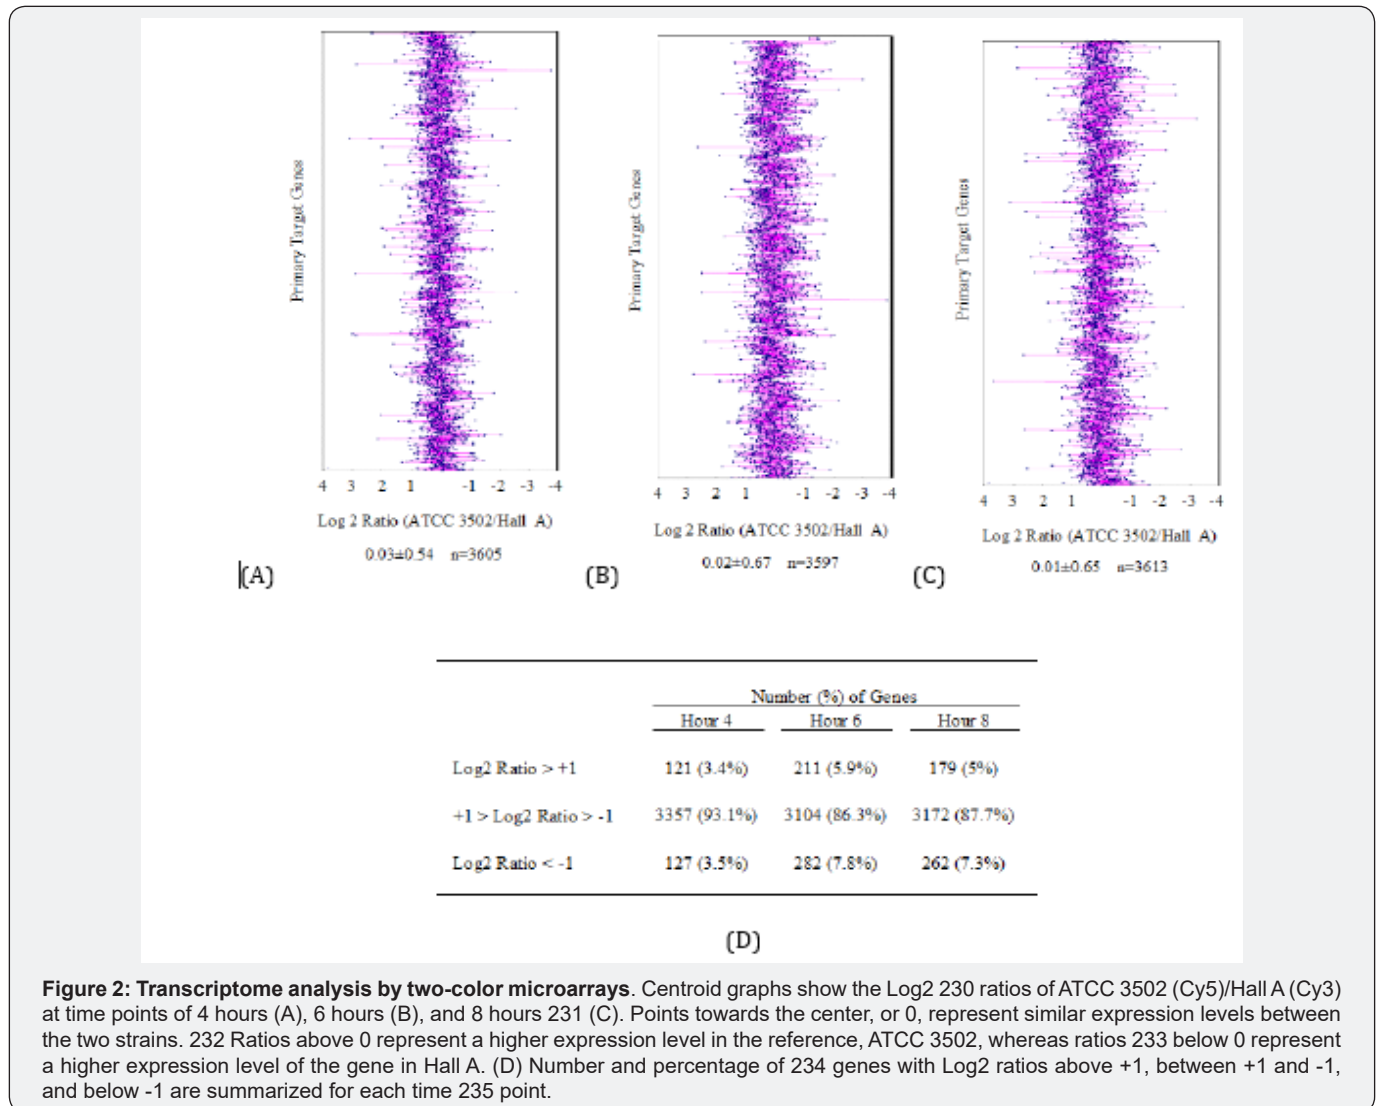 Primary Target Genes
4 3 2 1 -1 -2 -3 -4
Log 2 Ratio (ATCC 3502/Hall A)
0.03±0.54 n=3605
(A)
Primary Target Genes
4 3 2 1 -1 -2 -3 -4
Log 2 Ratio (ATCC 3502/Hall A)
0.02±0.67 n=3597
(B)
Primary Target Genes
4 3 2 1 -1 -2 -3 -4
Log 2 Ratio (ATCC 3502/Hall A)
0.01±0.65 n=3613
(C)
Number (%) of Genes
Hour 4 Hour 6 Hour 8
Log2 Ratio > +1 121 (3.4%) 211 (5.9%) 179 (5%)
+1 > Log2 Ratio > -1 3357 (93.1%) 3104 (86.3%) 3172 (87.7%)
Log2 Ratio < -1 127 (3.5%) 282 (7.8%) 262 (7.3%)
(D)
Figure 2: Transcriptome analysis by two-color microarrays. Centroid graphs show the Log2 230 ratios of ATCC 3502 (Cy5)/Hall A (Cy3)
at time points of 4 hours (A), 6 hours (B), and 8 hours 231 (C). Points towards the center, or 0, represent similar expression levels between
the two strains. 232 Ratios above 0 represent a higher expression level in the reference, ATCC 3502, whereas ratios 233 below 0 represent
a higher expression level of the gene in Hall A. (D) Number and percentage of 234 genes with Log2 ratios above +1, between +1 and -1,
and below -1 are summarized for each time 235 point.